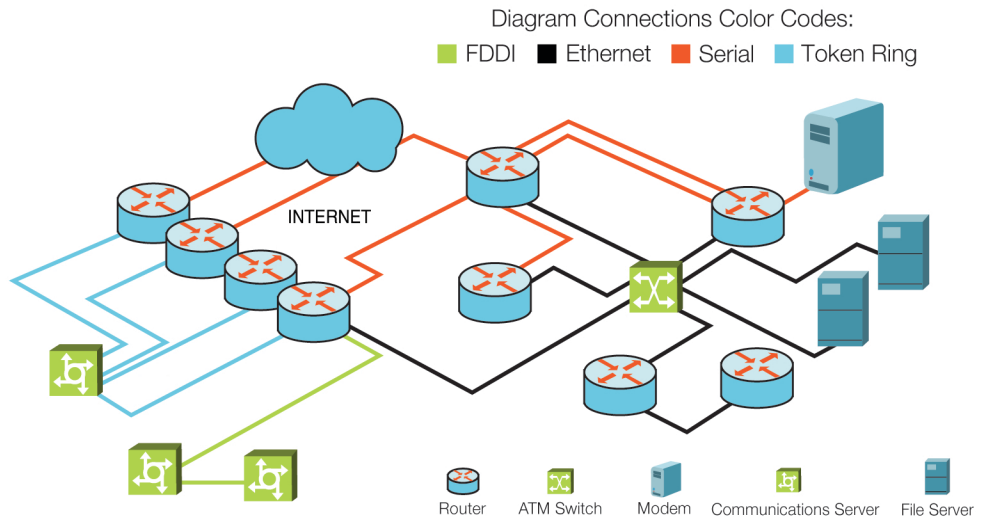 Diagram Connections Color Codes:
FDDI Ethernet Serial Token Ring
INTERNET
Router ATM Switch Modem Communications Server File Server